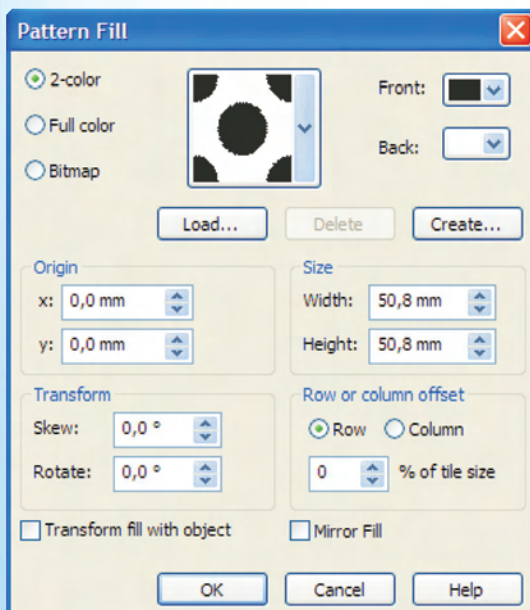 Pattern Fill
2-color
Full color
Bitmap
Front:
Back:
Load... Delete Create...
Origin
x: 0,0 mm
y: 0,0 mm
Size
Width: 50,8 mm
Height: 50,8 mm
Transform
Skew: 0,0 °
Rotate: 0,0 °
Row or column offset
Row Column
0 % of tile size
Transform fill with object Mirror Fill
OK Cancel Help